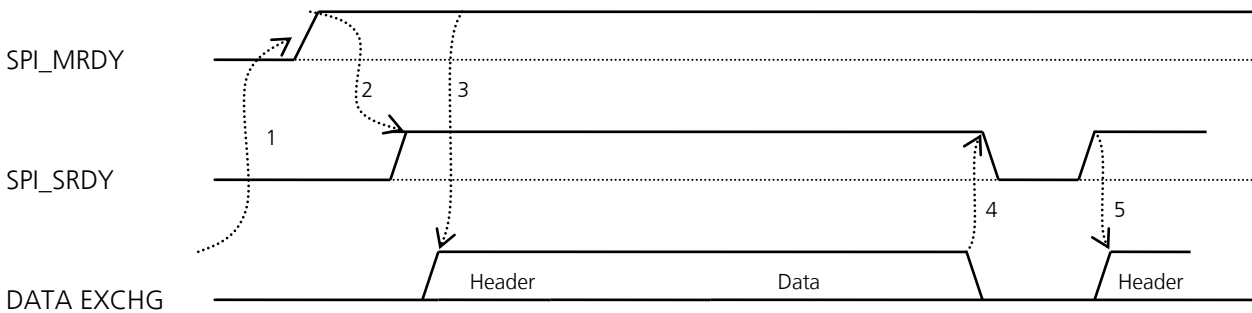 SPI_MRDY
2
3
1
SPI_SRDY
4
5
Header
Data
Header
DATA EXCHG